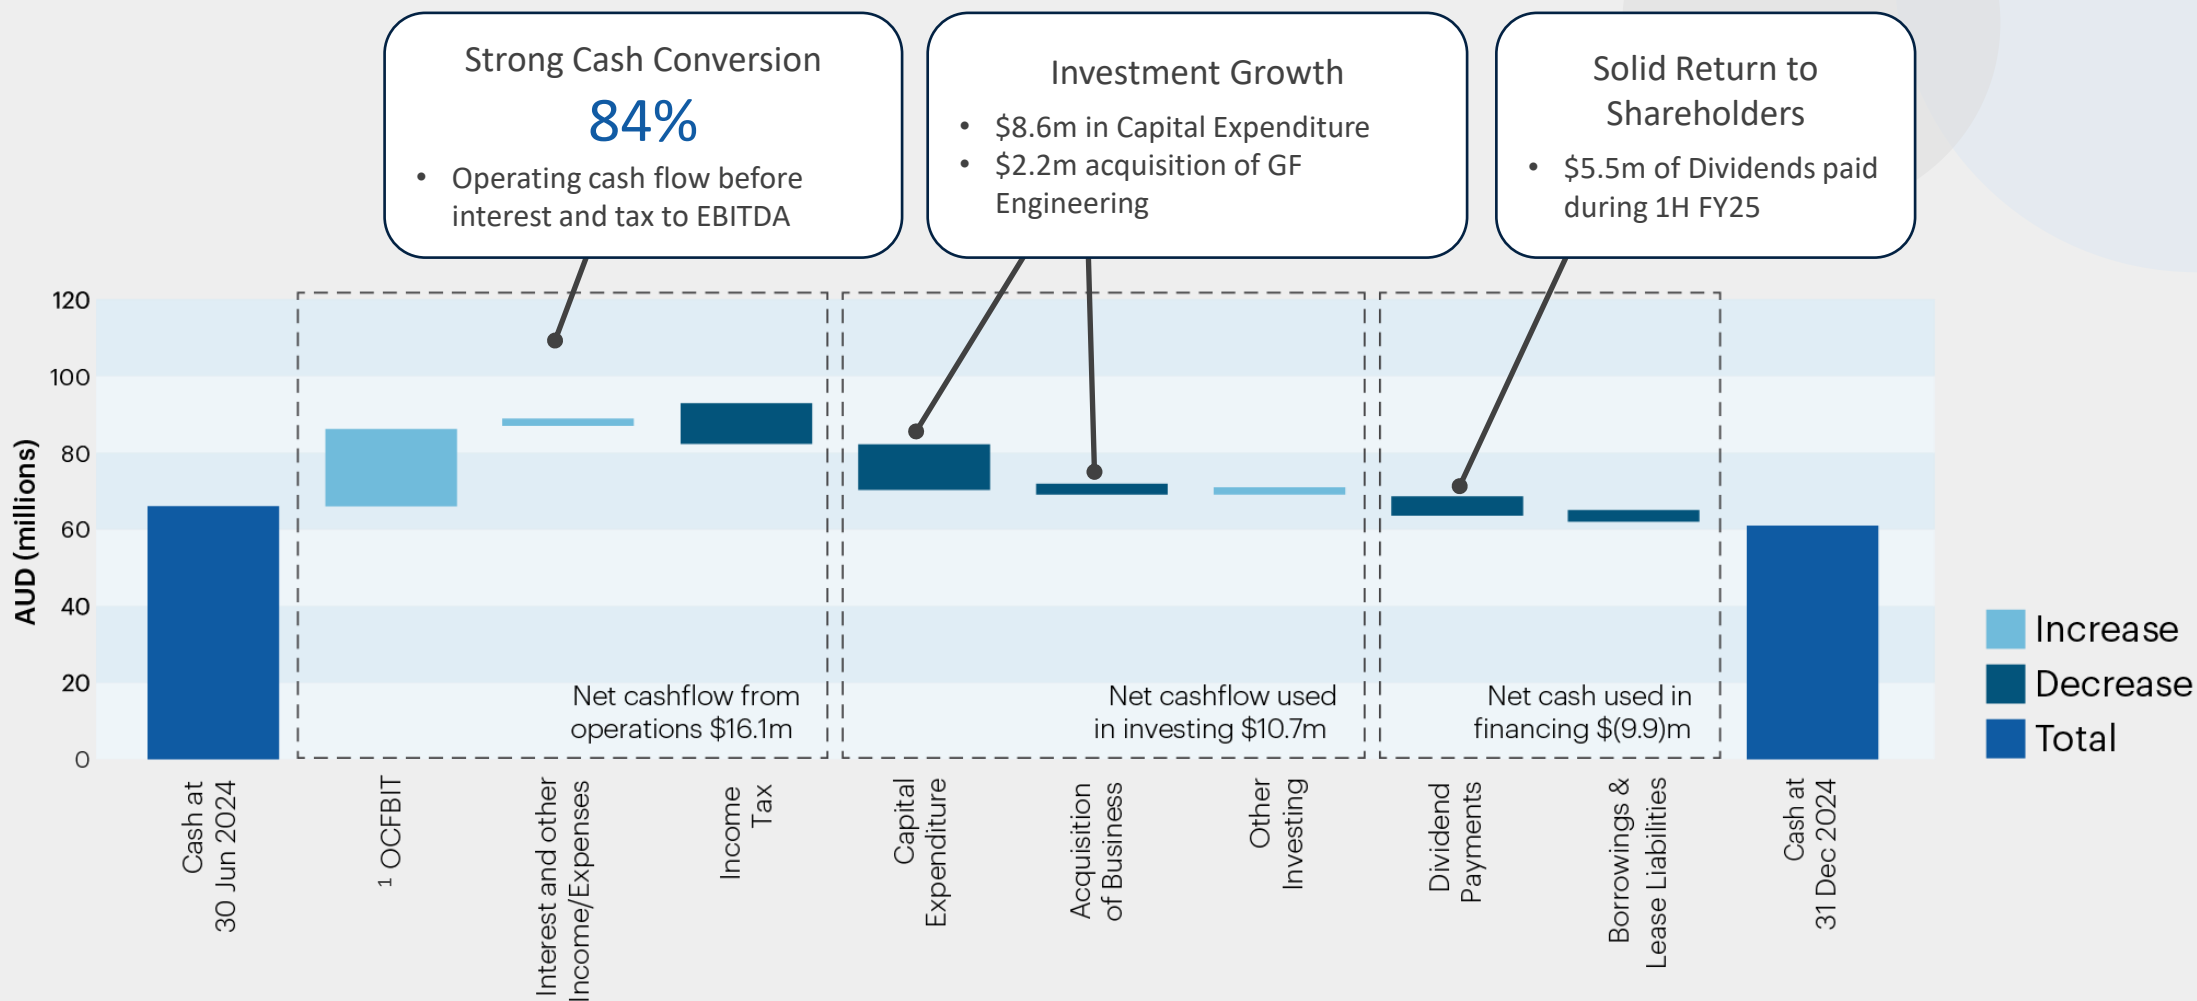 Strong Cash Conversion
84%
• Operating cash flow before
interest and tax to EBITDA
Investment Growth
• $8.6m in Capital Expenditure
• $2.2m acquisition of GF
Engineering
Solid Return to
Shareholders
• $5.5m of Dividends paid
during 1H FY25
AUD (millions)
120
100
80
60
40
20
0
Net cashflow from
operations $16.1m
Net cashflow used
in investing $10.7m
Net cash used in
financing $(9.9)m
Increase
Decrease
Total
Cash at
30 Jun 2024
1 OCFBIT
Interest and other
Income/Expenses
Income
Tax
Capital
Expenditure
Acquisition
of Business
Other
Investing
Dividend
Payments
Borrowings &
Lease Liabilities
Cash at
31 Dec 2024